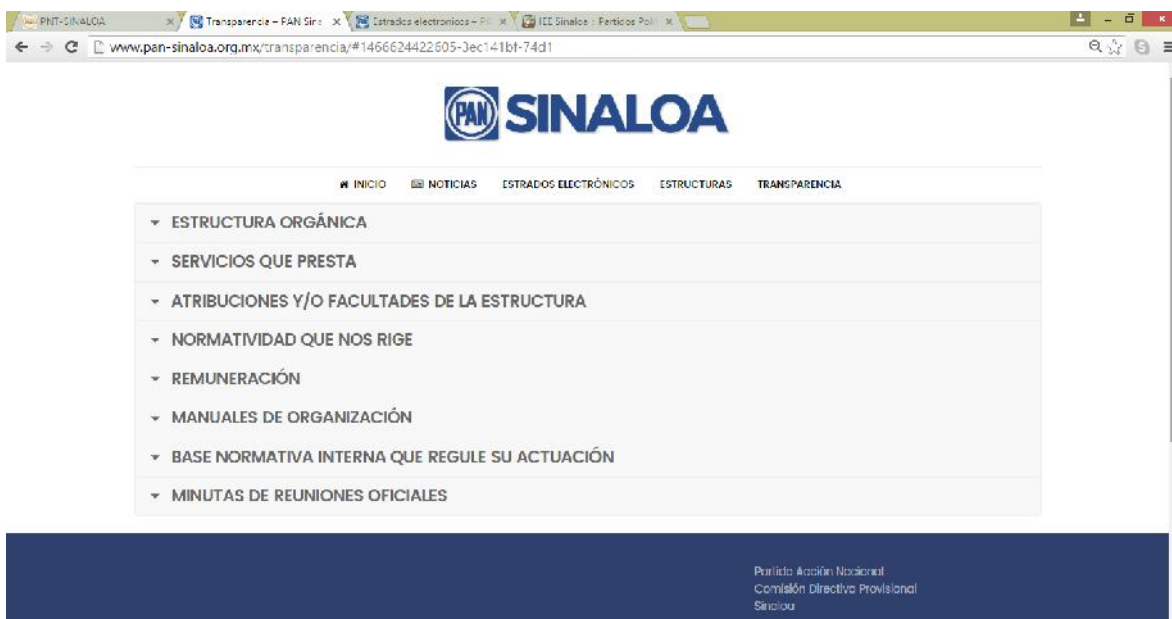 PNT-SINALOA
Transparencia – PAN Sin
Estrados electronicos – P
IEE Sinaloa : Partidos Polí
www.pan-sinaloa.org.mx/transparencia/#1466624422605-3ec141bf-74d1
PAN SINALOA
INICIO NOTICIAS ESTRADOS ELECTRÓNICOS ESTRUCTURAS TRANSPARENCIA
ESTRUCTURA ORGÁNICA
SERVICIOS QUE PRESTA
ATRIBUCIONES Y/O FACULTADES DE LA ESTRUCTURA
NORMATIVIDAD QUE NOS RIGE
REMUNERACIÓN
MANUALES DE ORGANIZACIÓN
BASE NORMATIVA INTERNA QUE REGULE SU ACTUACIÓN
MINUTAS DE REUNIONES OFICIALES
Partido Acción Nacional
Comisión Directiva Provisional
Sinaloa